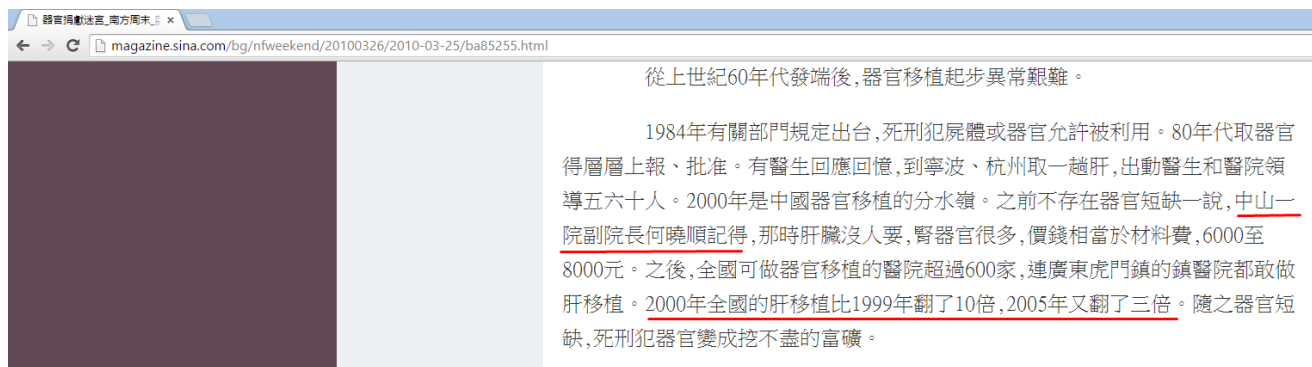 器官捐獻迷宮_南方周末_
magazine.sina.com/bg/nfweekend/20100326/2010-03-25/ba85255.html
從上世紀60年代發端後,器官移植起步異常艱難。
1984年有關部門規定出台,死刑犯屍體或器官允許被利用。80年代取器官
得層層上報、批准。有醫生回應回憶,到寧波、杭州取一趟肝,出動醫生和醫院領
導五六十人。2000年是中國器官移植的分水嶺。之前不存在器官短缺一說,中山一
院副院長何曉順記得,那時肝臟沒人要,腎器官很多,價錢相當於材料費,6000至
8000元。之後,全國可做器官移植的醫院超過600家,連廣東虎門鎮的鎮醫院都敢做
肝移植。2000年全國的肝移植比1999年翻了10倍,2005年又翻了三倍。隨之器官短
缺,死刑犯器官變成挖不盡的富礦。